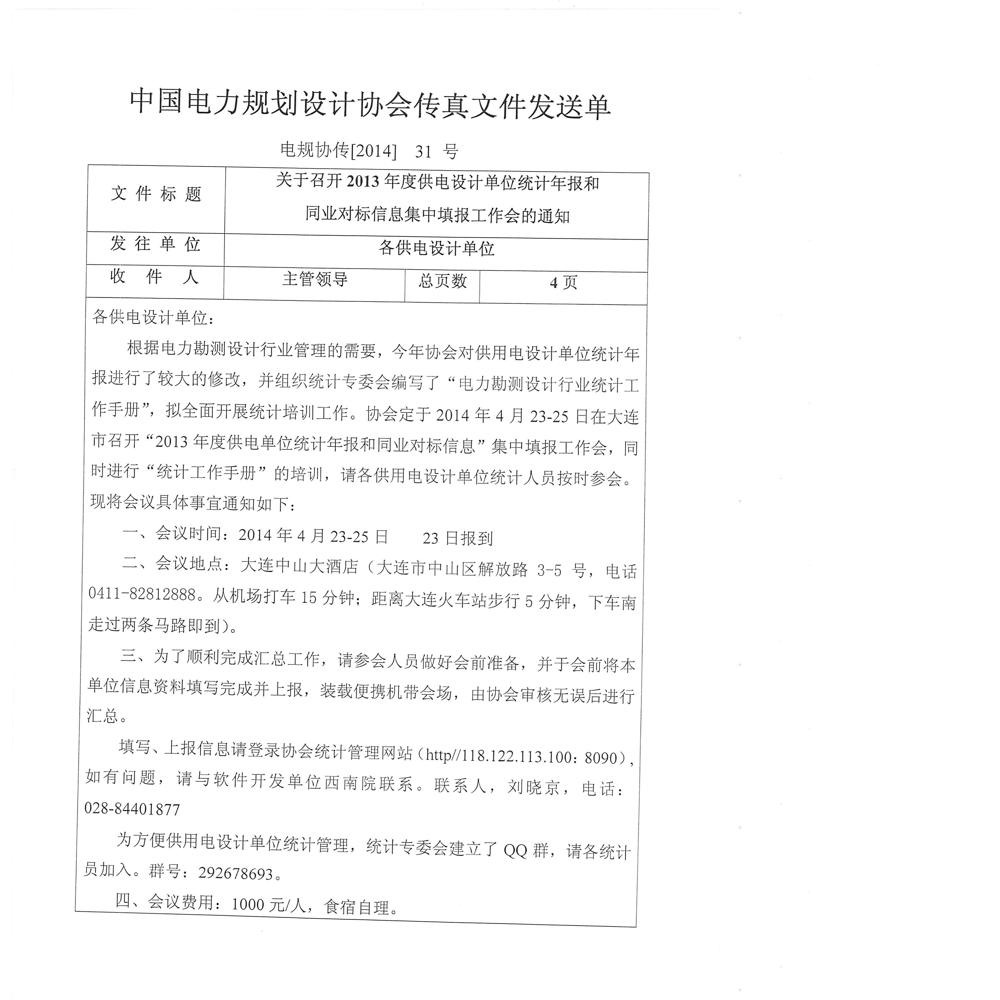 中国电力规划设计协会传真文件发送单
电规协传[2014] 31 号
文件标题
关于召开 2013 年度供电设计单位统计年报和
同业对标信息集中填报工作会的通知
发往单位 各供电设计单位
收件人 主管领导 总页数 4 页
各供电设计单位：
根据电力勘测设计行业管理的需要，今年协会对供用电设计单位统计年
报进行了较大的修改，并组织统计专委会编写了“电力勘测设计行业统计工
作手册”，拟全面开展统计培训工作。协会定于 2014 年 4 月 23-25 日在大连
市召开“2013 年度供电单位统计年报和同业对标信息”集中填报工作会，同
时进行“统计工作手册”的培训，请各供用电设计单位统计人员按时参会。
现将会议具体事宜通知如下：
一、会议时间：2014 年 4 月 23-25 日 23 日报到
二、会议地点：大连中山大酒店（大连市中山区解放路 3-5 号，电话
0411-82812888。从机场打车 15 分钟；距离大连火车站步行 5 分钟，下车南
走过两条马路即到）。
三、为了顺利完成汇总工作，请参会人员做好会前准备，并于会前将本
单位信息资料填写完成并上报，装载便携机带会场，由协会审核无误后进行
汇总。
填写、上报信息请登录协会统计管理网站（http//118.122.113.100：8090），
如有问题，请与软件开发单位西南院联系。联系人，刘晓京，电话：
028-84401877
为方便供用电设计单位统计管理，统计专委会建立了 QQ 群，请各统计
员加入。群号：292678693。
四、会议费用：1000 元/人，食宿自理。